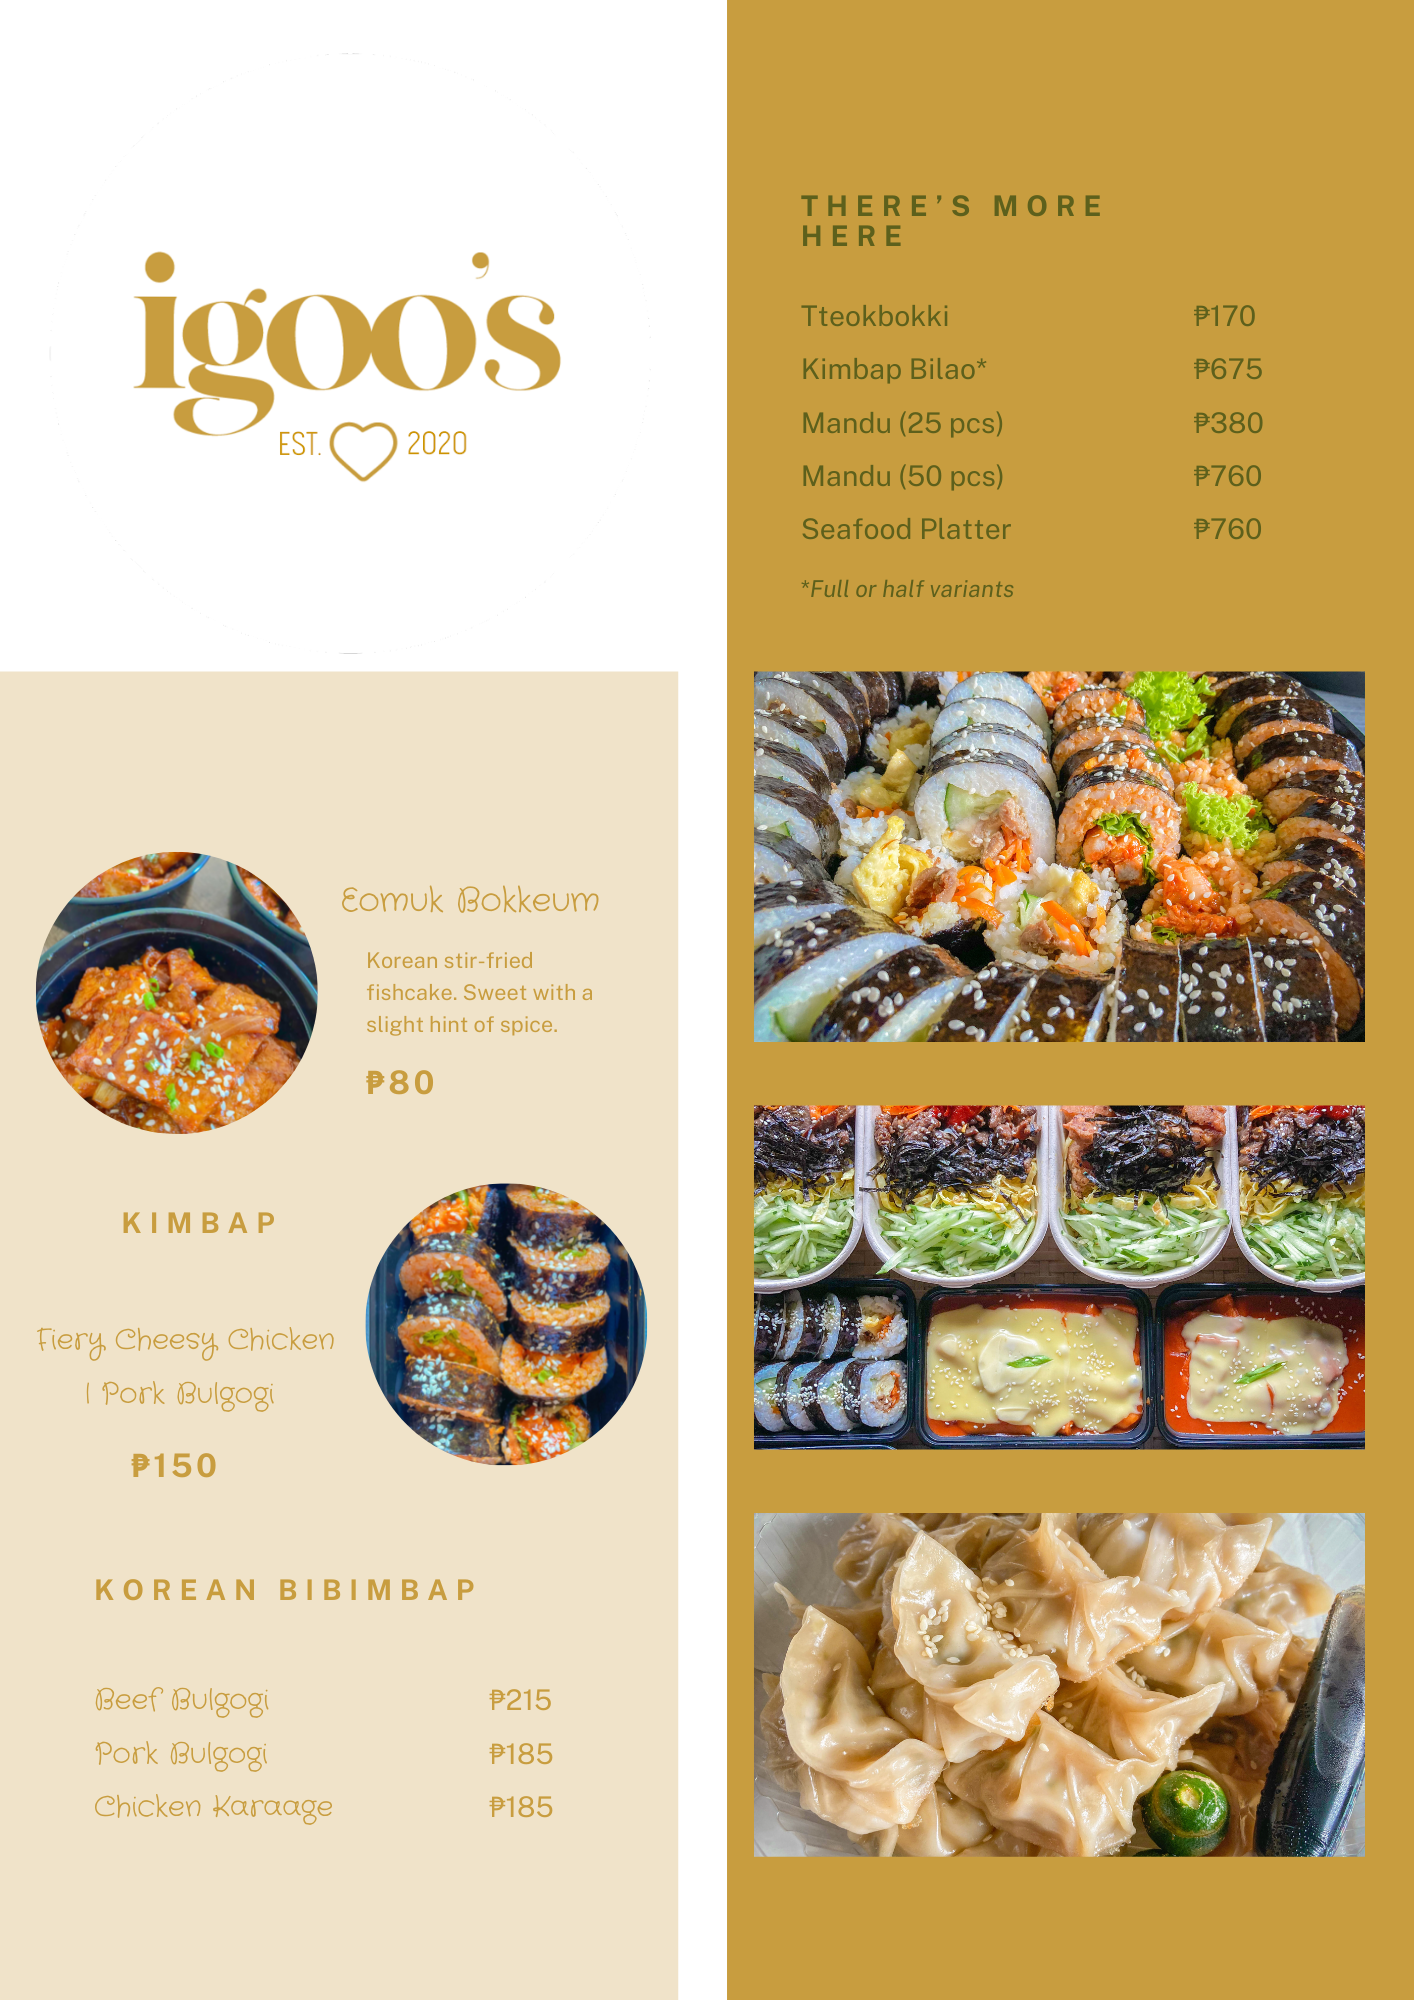 igoo’s
EST. 2020
Eomuk Bokkeum
Korean stir-fried
fishcake. Sweet with a
slight hint of spice.
₱80
KIMBAP
Fiery Cheesy Chicken
| Pork Bulgogi
₱150
KOREAN BIBIMBAP
Beef Bulgogi ₱215
Pork Bulgogi ₱185
Chicken Karaage ₱185
THERE’S MORE
HERE
Tteokbokki ₱170
Kimbap Bilao* ₱675
Mandu (25 pcs) ₱380
Mandu (50 pcs) ₱760
Seafood Platter ₱760
*Full or half variants